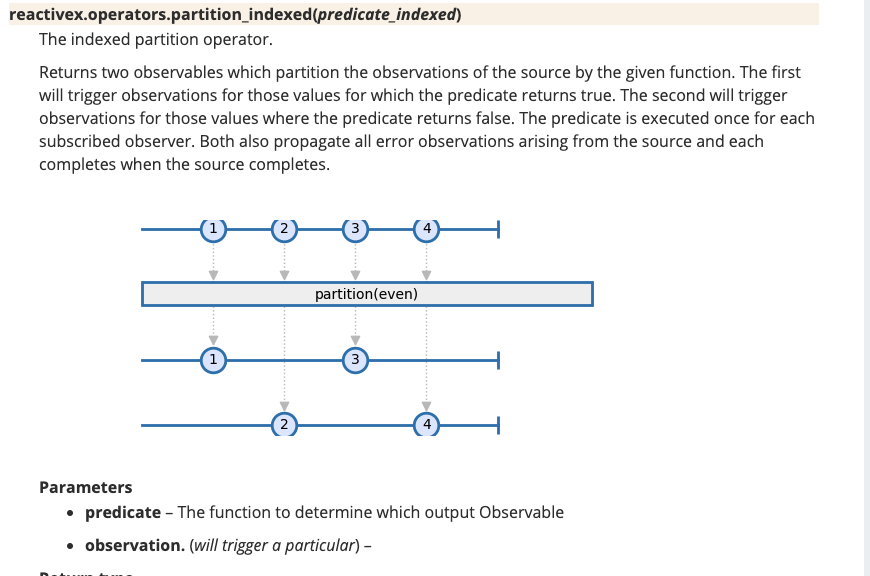 reactivex.operators.partition_indexed(predicate_indexed)
The indexed partition operator.
Returns two observables which partition the observations of the source by the given function. The first
will trigger observations for those values for which the predicate returns true. The second will trigger
observations for those values where the predicate returns false. The predicate is executed once for each
subscribed observer. Both also propagate all error observations arising from the source and each
completes when the source completes.
1 2 3 4
partition(even)
1 3
2 4
Parameters
• predicate – The function to determine which output Observable
• observation. (will trigger a particular) –